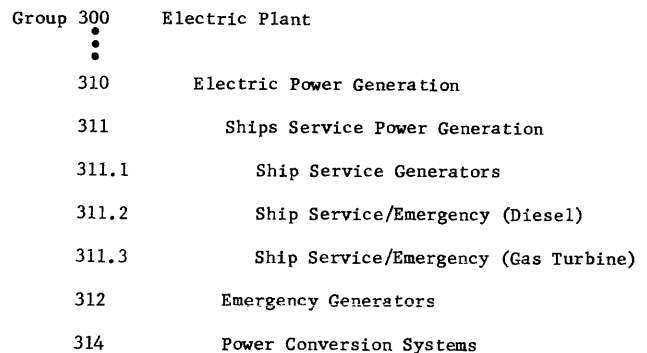 Group 300 Electric Plant
•
•
•
310 Electric Power Generation
311 Ships Service Power Generation
311.1 Ship Service Generators
311.2 Ship Service/Emergency (Diesel)
311.3 Ship Service/Emergency (Gas Turbine)
312 Emergency Generators
314 Power Conversion Systems